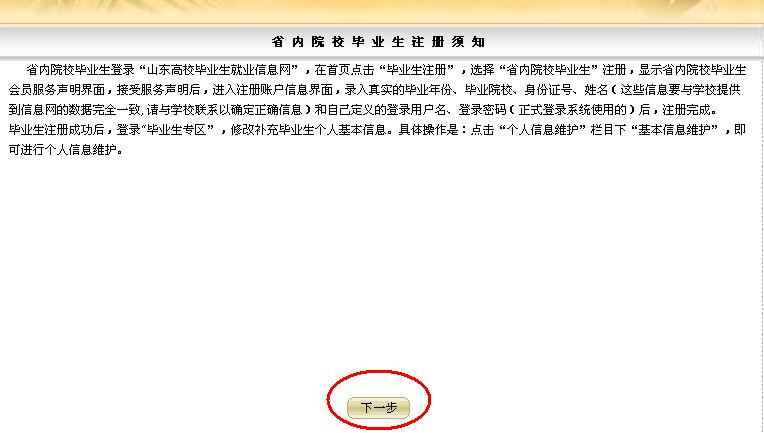 省内院校毕业生注册须知
省内院校毕业生登录“山东高校毕业生就业信息网”，在首页点击“毕业生注册”，选择“省内院校毕业生”注册，显示省内院校毕业生
会员服务声明界面，接受服务声明后，进入注册账户信息界面，录入真实的毕业年份、毕业院校、身份证号、姓名（这些信息要与学校提供
到信息网的数据完全一致,请与学校联系以确定正确信息）和自己定义的登录用户名、登录密码（正式登录系统使用的）后，注册完成。
毕业生注册成功后，登录“毕业生专区”，修改补充毕业生个人基本信息。具体操作是：点击“个人信息维护”栏目下“基本信息维护”，即
可进行个人信息维护。
下一步